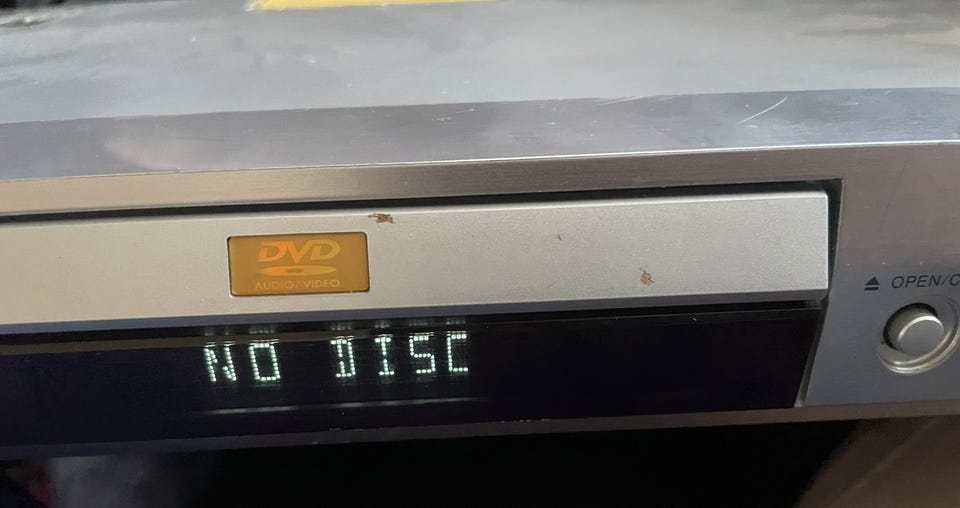 DVD
AUDIO/VIDEO
NO DISC
OPEN/C